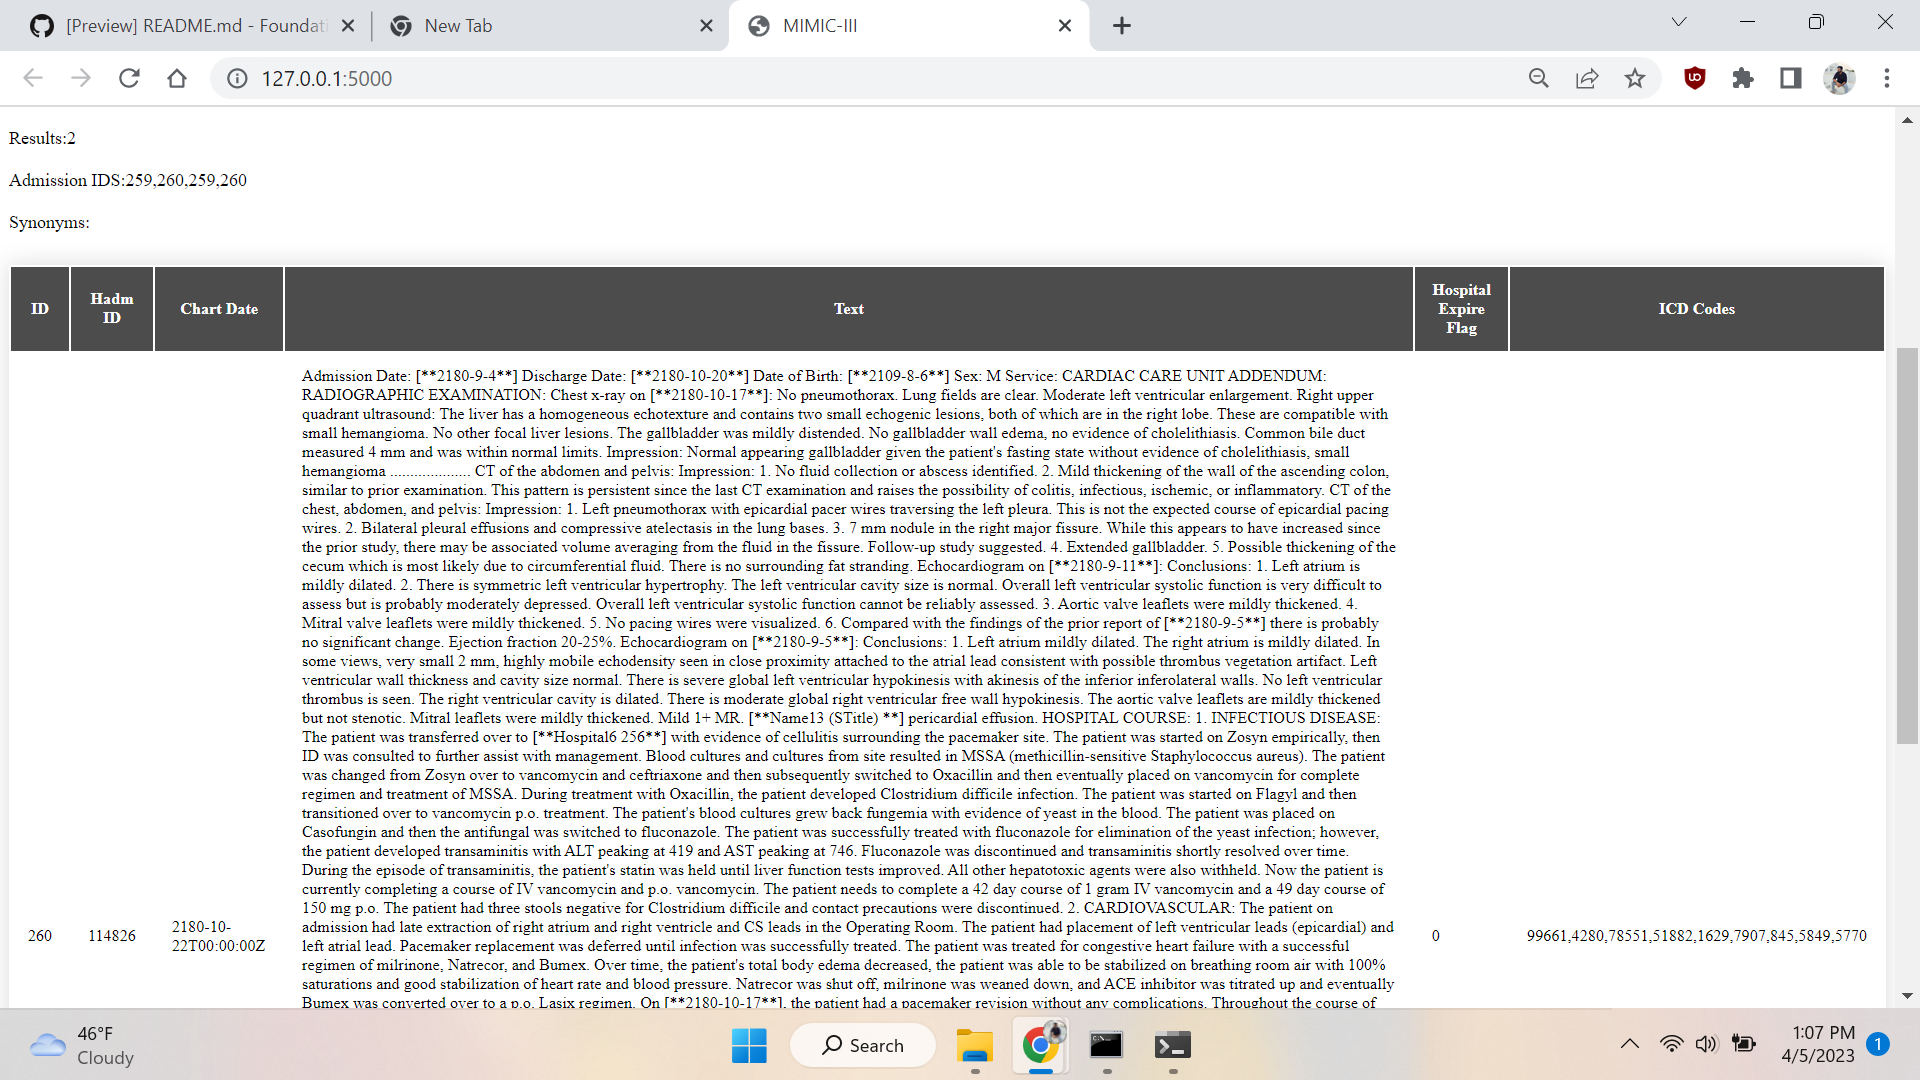 [Preview] README.md - Foundati
New Tab
MIMIC-III
127.0.0.1:5000
Results:2
Admission IDS:259,260,259,260
Synonyms:
ID
Hadm
ID
Chart Date
Text
Hospital
Expire
Flag
ICD Codes
Admission Date: [**2180-9-4**] Discharge Date: [**2180-10-20**] Date of Birth: [**2109-8-6**] Sex: M Service: CARDIAC CARE UNIT ADDENDUM:
RADIOGRAPHIC EXAMINATION: Chest x-ray on [**2180-10-17**]: No pneumothorax. Lung fields are clear. Moderate left ventricular enlargement. Right upper
quadrant ultrasound: The liver has a homogeneous echotexture and contains two small echogenic lesions, both of which are in the right lobe. These are compatible with
small hemangioma. No other focal liver lesions. The gallbladder was mildly distended. No gallbladder wall edema, no evidence of cholelithiasis. Common bile duct
measured 4 mm and was within normal limits. Impression: Normal appearing gallbladder given the patient's fasting state without evidence of cholelithiasis, small
hemangioma .................... CT of the abdomen and pelvis: Impression: 1. No fluid collection or abscess identified. 2. Mild thickening of the wall of the ascending colon,
similar to prior examination. This pattern is persistent since the last CT examination and raises the possibility of colitis, infectious, ischemic, or inflammatory. CT of the
chest, abdomen, and pelvis: Impression: 1. Left pneumothorax with epicardial pacer wires traversing the left pleura. This is not the expected course of epicardial pacing
wires. 2. Bilateral pleural effusions and compressive atelectasis in the lung bases. 3. 7 mm nodule in the right major fissure. While this appears to have increased since
the prior study, there may be associated volume averaging from the fluid in the fissure. Follow-up study suggested. 4. Extended gallbladder. 5. Possible thickening of the
cecum which is most likely due to circumferential fluid. There is no surrounding fat stranding. Echocardiogram on [**2180-9-11**]: Conclusions: 1. Left atrium is
mildly dilated. 2. There is symmetric left ventricular hypertrophy. The left ventricular cavity size is normal. Overall left ventricular systolic function is very difficult to
assess but is probably moderately depressed. Overall left ventricular systolic function cannot be reliably assessed. 3. Aortic valve leaflets were mildly thickened. 4.
Mitral valve leaflets were mildly thickened. 5. No pacing wires were visualized. 6. Compared with the findings of the prior report of [**2180-9-5**] there is probably
no significant change. Ejection fraction 20-25%. Echocardiogram on [**2180-9-5**]: Conclusions: 1. Left atrium mildly dilated. The right atrium is mildly dilated. In
some views, very small 2 mm, highly mobile echodensity seen in close proximity attached to the atrial lead consistent with possible thrombus vegetation artifact. Left
ventricular wall thickness and cavity size normal. There is severe global left ventricular hypokinesis with akinesis of the inferior inferolateral walls. No left ventricular
thrombus is seen. The right ventricular cavity is dilated. There is moderate global right ventricular free wall hypokinesis. The aortic valve leaflets are mildly thickened
but not stenotic. Mitral leaflets were mildly thickened. Mild 1+ MR. [**Name13 (STitle) **] pericardial effusion. HOSPITAL COURSE: 1. INFECTIOUS DISEASE:
The patient was transferred over to [**Hospital6 256**] with evidence of cellulitis surrounding the pacemaker site. The patient was started on Zosyn empirically, then
ID was consulted to further assist with management. Blood cultures and cultures from site resulted in MSSA (methicillin-sensitive Staphylococcus aureus). The patient
was changed from Zosyn over to vancomycin and ceftriaxone and then subsequently switched to Oxacillin and then eventually placed on vancomycin for complete
regimen and treatment of MSSA. During treatment with Oxacillin, the patient developed Clostridium difficile infection. The patient was started on Flagyl and then
transitioned over to vancomycin p.o. treatment. The patient's blood cultures grew back fungemia with evidence of yeast in the blood. The patient was placed on
Casofungin and then the antifungal was switched to fluconazole. The patient was successfully treated with fluconazole for elimination of the yeast infection; however,
the patient developed transaminitis with ALT peaking at 419 and AST peaking at 746. Fluconazole was discontinued and transaminitis shortly resolved over time.
During the episode of transaminitis, the patient's statin was held until liver function tests improved. All other hepatotoxic agents were also withheld. Now the patient is
currently completing a course of IV vancomycin and p.o. vancomycin. The patient needs to complete a 42 day course of 1 gram IV vancomycin and a 49 day course of
150 mg p.o. The patient had three stools negative for Clostridium difficile and contact precautions were discontinued. 2. CARDIOVASCULAR: The patient on
admission had late extraction of right atrium and right ventricle and CS leads in the Operating Room. The patient had placement of left ventricular leads (epicardial) and
left atrial lead. Pacemaker replacement was deferred until infection was successfully treated. The patient was treated for congestive heart failure with a successful
regimen of milrinone, Natrecor, and Bumex. Over time, the patient's total body edema decreased, the patient was able to be stabilized on breathing room air with 100%
saturations and good stabilization of heart rate and blood pressure. Natrecor was shut off, milrinone was weaned down, and ACE inhibitor was titrated up and eventually
Bumex was converted over to a p.o. Lasix regimen. On [**2180-10-17**], the patient had a pacemaker revision without any complications. Throughout the course of
260
114826
2180-10-
22T00:00:00Z
0
99661,4280,78551,51882,1629,7907,845,5849,5770
46°F
Cloudy
Search
1:07 PM
4/5/2023
1